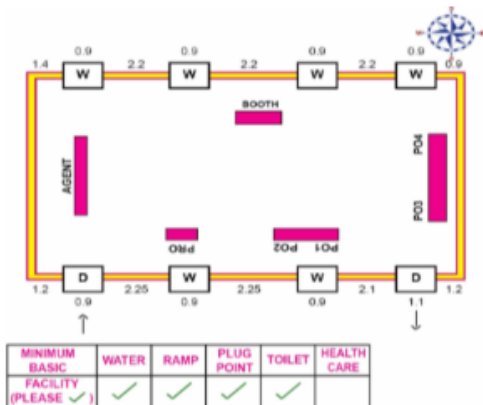 0.9 0.9 0.9 0.9
1.4 2.2 2.2 2.2 0.9
W W W W
BOOTH
AGENT
PO4
PO3
PRO PO2 PO1
D W W D
1.2 2.25 2.25 2.1 1.2
0.9 0.9 0.9 1.1
MINIMUM BASIC WATER RAMP PLUG POINT TOILET HEALTH CARE
FACILITY
(PLEASE ✓) ✓ ✓ ✓ ✓